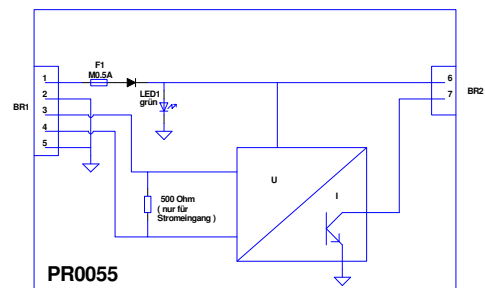 F1
M0.5A
1
2
3
4
5
BR1
LED1
grün
6
7
BR2
500 Ohm
( nur für
Stromeingang )
U
I
PR0055